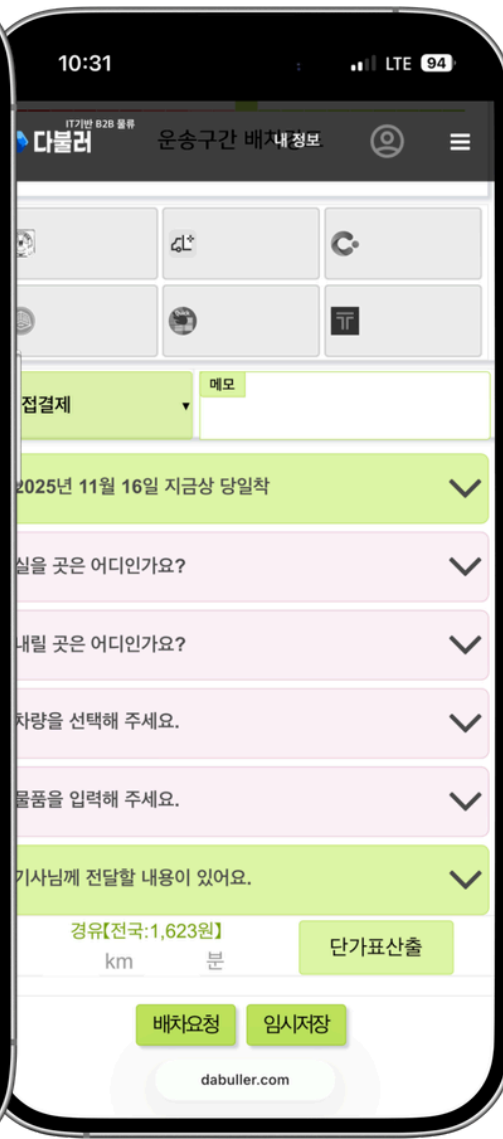 10:31
LTE 94
IT기반 B2B 물류
다불러
운송구간 배차
내 정보
Quick
접결제
메모
2025년 11월 16일 지금상 당일착
실을 곳은 어디인가요?
내릴 곳은 어디인가요?
차량을 선택해 주세요.
물품을 입력해 주세요.
기사님께 전달할 내용이 있어요.
경유【전국:1,623원】
km
분
단가표산출
배차요청
임시저장
dabuller.com